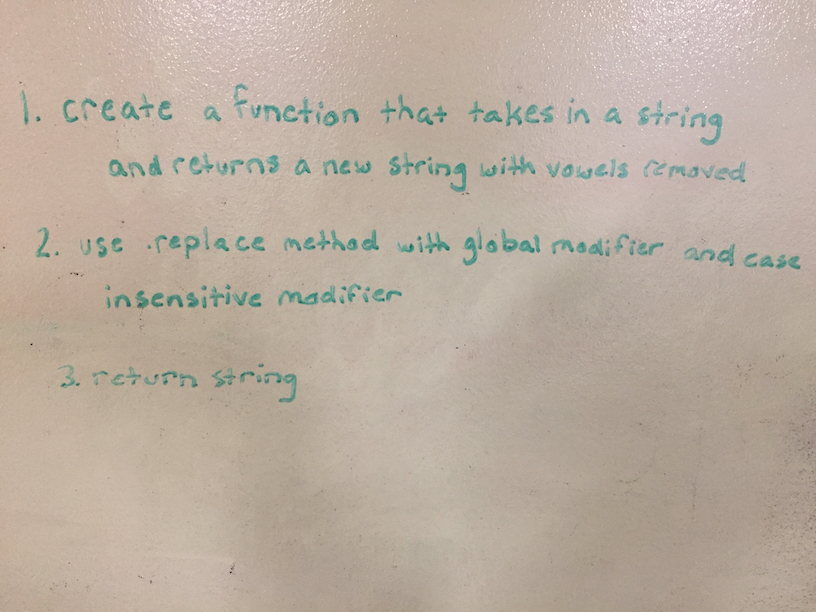 1. create a function that takes in a string
and returns a new string with vowels removed
2. use .replace method with global modifier and case
insensitive modifier
3. return string